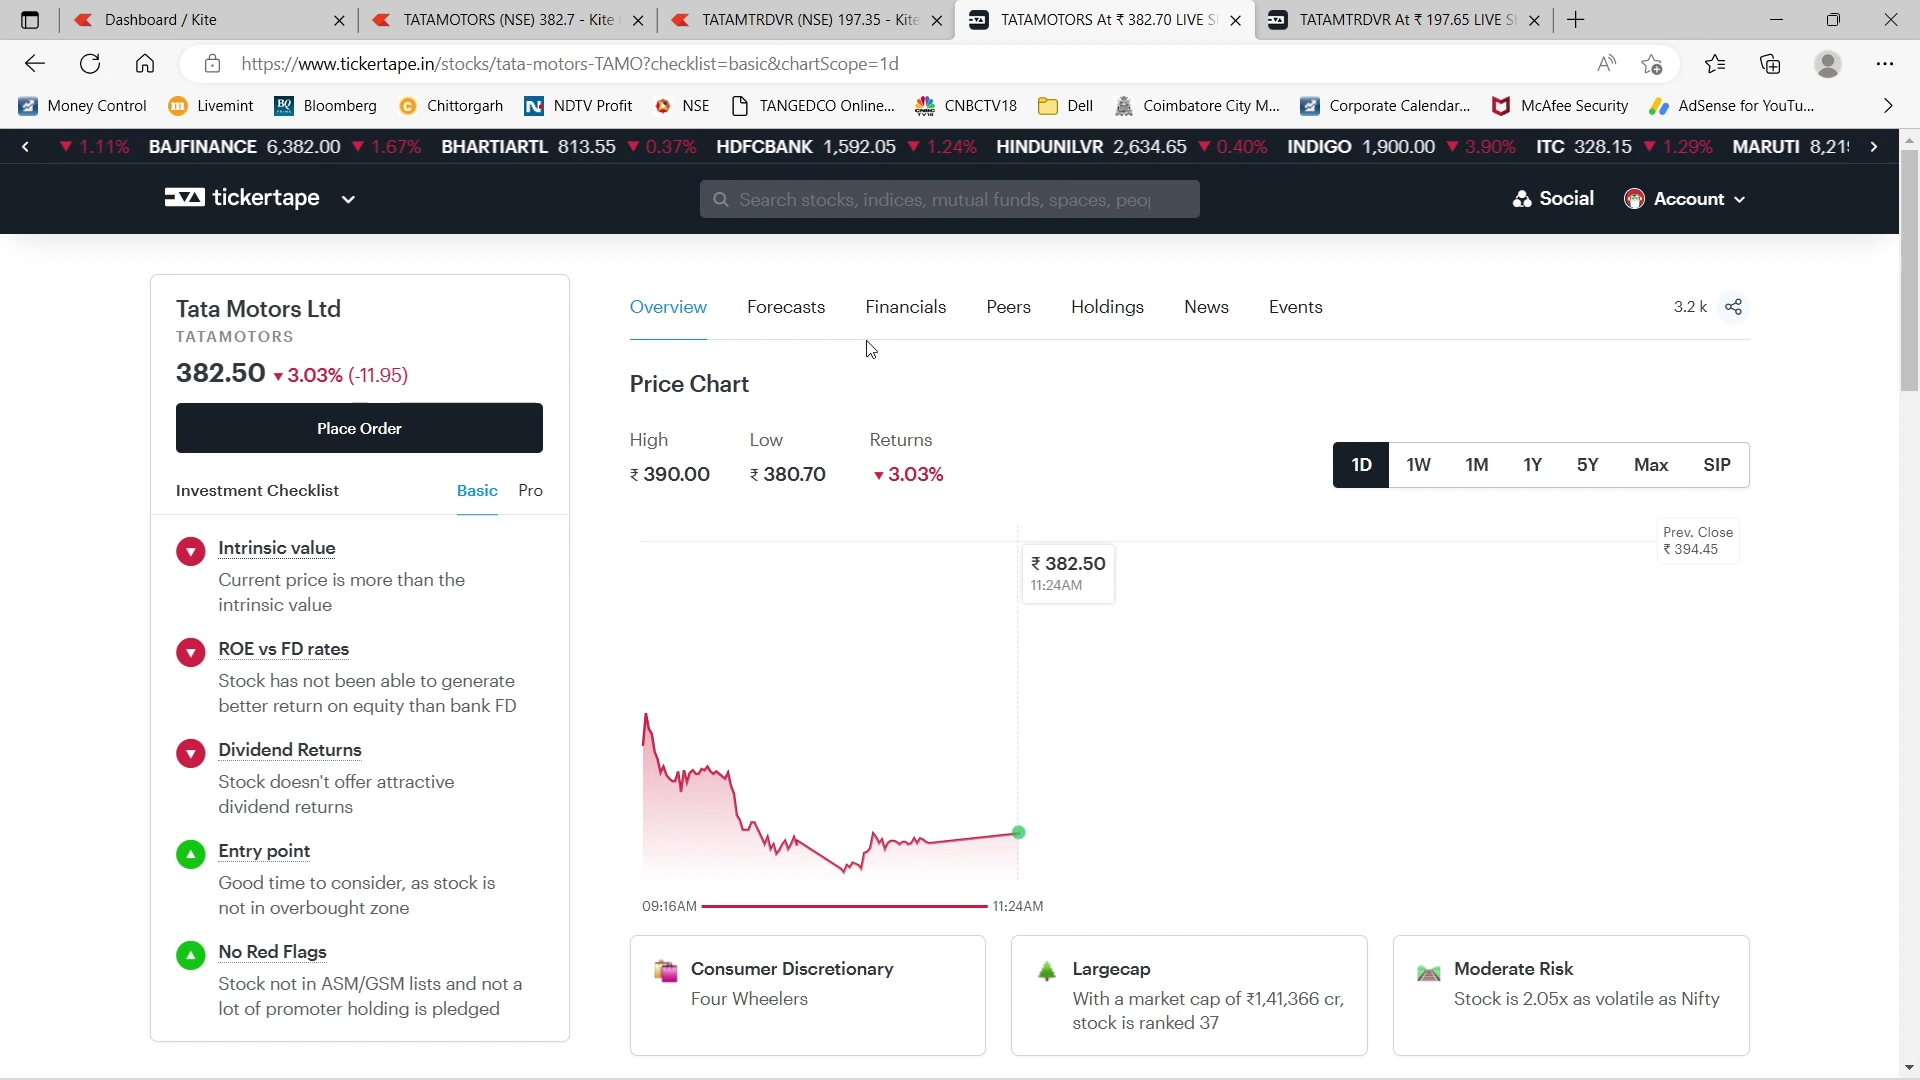 Dashboard / Kite
TATAMOTORS (NSE) 382.7 - Kite
TATAMTRDVR (NSE) 197.35 - Kite
TATAMOTORS At ₹ 382.70 LIVE S
TATAMTRDVR At ₹ 197.65 LIVE S
https://www.tickertape.in/stocks/tata-motors-TAMO?checklist=basic&chartScope=1d
Money Control
Livemint
BQ
Bloomberg
Chittorgarh
NDTV Profit
NSE
TANGEDCO Online...
CNBCTV18
Dell
Coimbatore City M...
Corporate Calendar...
McAfee Security
AdSense for YouTu...
▼ 1.11% BAJFINANCE 6,382.00 ▼ 1.67% BHARTIARTL 813.55 ▼ 0.37% HDFCBANK 1,592.05 ▼ 1.24% HINDUNILVR 2,634.65 ▼ 0.40% INDIGO 1,900.00 ▼ 3.90% ITC 328.15 ▼ 1.29% MARUTI 8,219
tickertape
Search stocks, indices, mutual funds, spaces, peo
Social
Account
Tata Motors Ltd
TATAMOTORS
382.50 ▼ 3.03% (-11.95)
Place Order
Investment Checklist Basic Pro
Intrinsic value
Current price is more than the
intrinsic value
ROE vs FD rates
Stock has not been able to generate
better return on equity than bank FD
Dividend Returns
Stock doesn't offer attractive
dividend returns
Entry point
Good time to consider, as stock is
not in overbought zone
No Red Flags
Stock not in ASM/GSM lists and not a
lot of promoter holding is pledged
Overview Forecasts Financials Peers Holdings News Events
3.2 k
Price Chart
High Low Returns
₹ 390.00 ₹ 380.70 ▼ 3.03%
1D 1W 1M 1Y 5Y Max SIP
Prev. Close
₹ 394.45
₹ 382.50
11:24AM
09:16AM 11:24AM
Consumer Discretionary
Four Wheelers
Largecap
With a market cap of ₹1,41,366 cr,
stock is ranked 37
Moderate Risk
Stock is 2.05x as volatile as Nifty